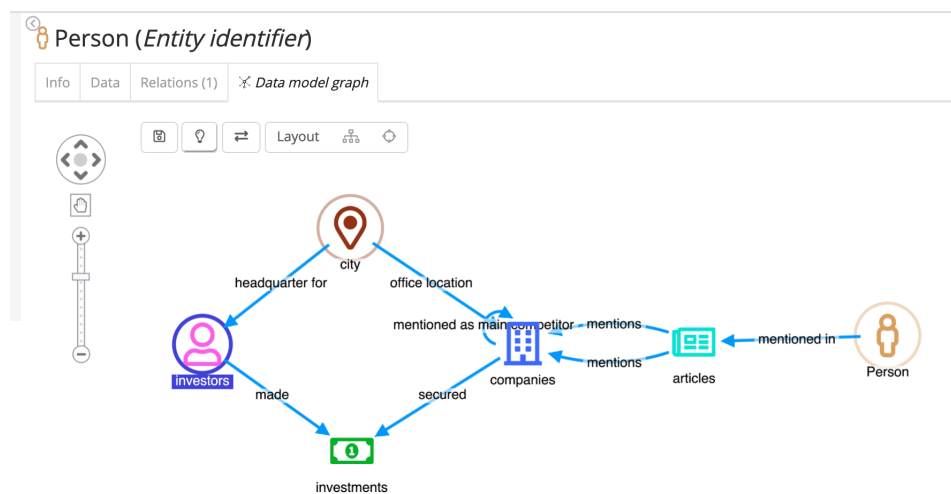 Person (Entity identifier)
Info
Data
Relations (1)
Data model graph
Layout
city
headquarter for
office location
mentioned as main competitor
mentions
mentioned in
investors
companies
mentions
articles
Person
made
secured
1
investments